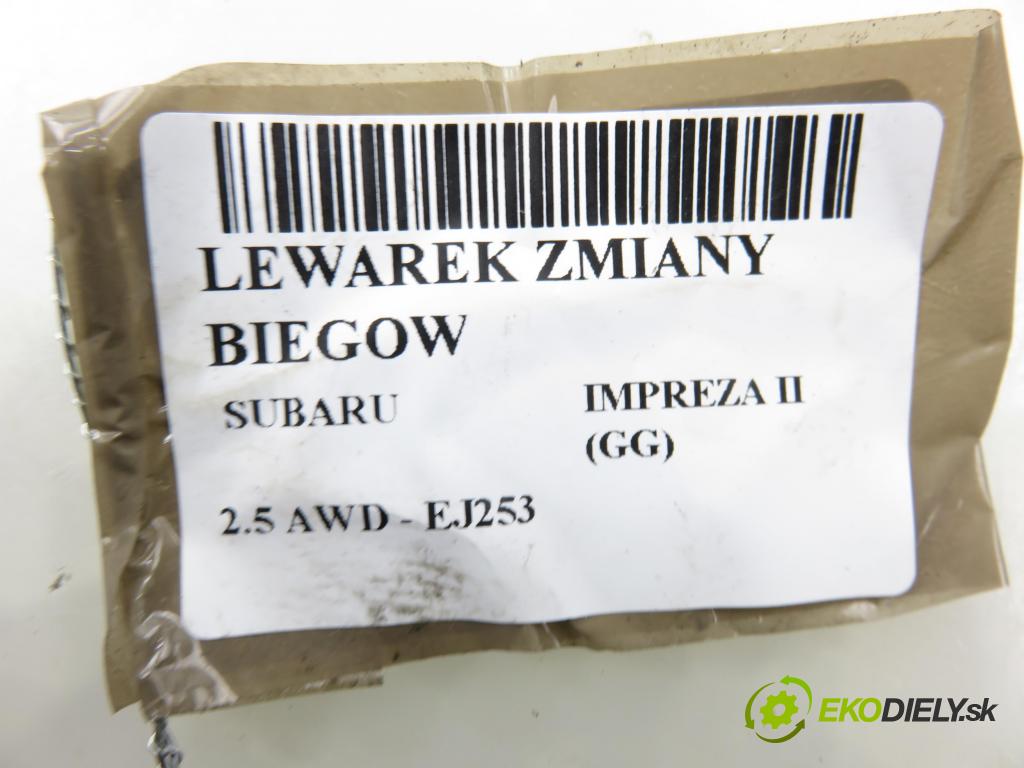 LEWAREK ZMIANY
BIEGOW
SUBARU
IMPREZA II
(GG)
2.5 AWD - EJ253
EKODIELY.sk